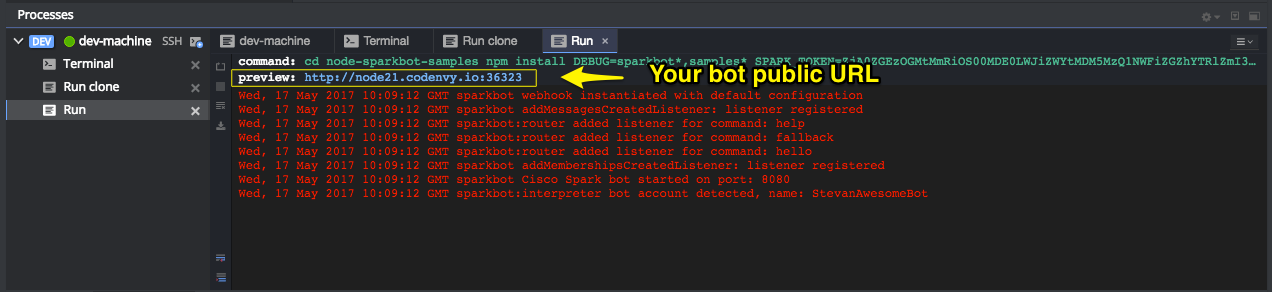 Processes
DEV dev-machine SSH
Terminal
Run clone
Run
dev-machine
Terminal
Run clone
Run
command: cd node-sparkbot-samples npm install DEBUG=sparkbot*,samples*
preview: http://node21.codenvy.io:36323
Your bot public URL
Wed, 17 May 2017 10:09:12 GMT sparkbot webhook instantiated with default configuration
Wed, 17 May 2017 10:09:12 GMT sparkbot addMessagesCreatedListener: listener registered
Wed, 17 May 2017 10:09:12 GMT sparkbot:router added listener for command: help
Wed, 17 May 2017 10:09:12 GMT sparkbot:router added listener for command: fallback
Wed, 17 May 2017 10:09:12 GMT sparkbot:router added listener for command: hello
Wed, 17 May 2017 10:09:12 GMT sparkbot addMembershipsCreatedListener: listener registered
Wed, 17 May 2017 10:09:12 GMT sparkbot Cisco Spark bot started on port: 8080
Wed, 17 May 2017 10:09:12 GMT sparkbot:interpreter bot account detected, name: StevanAwesomeBot